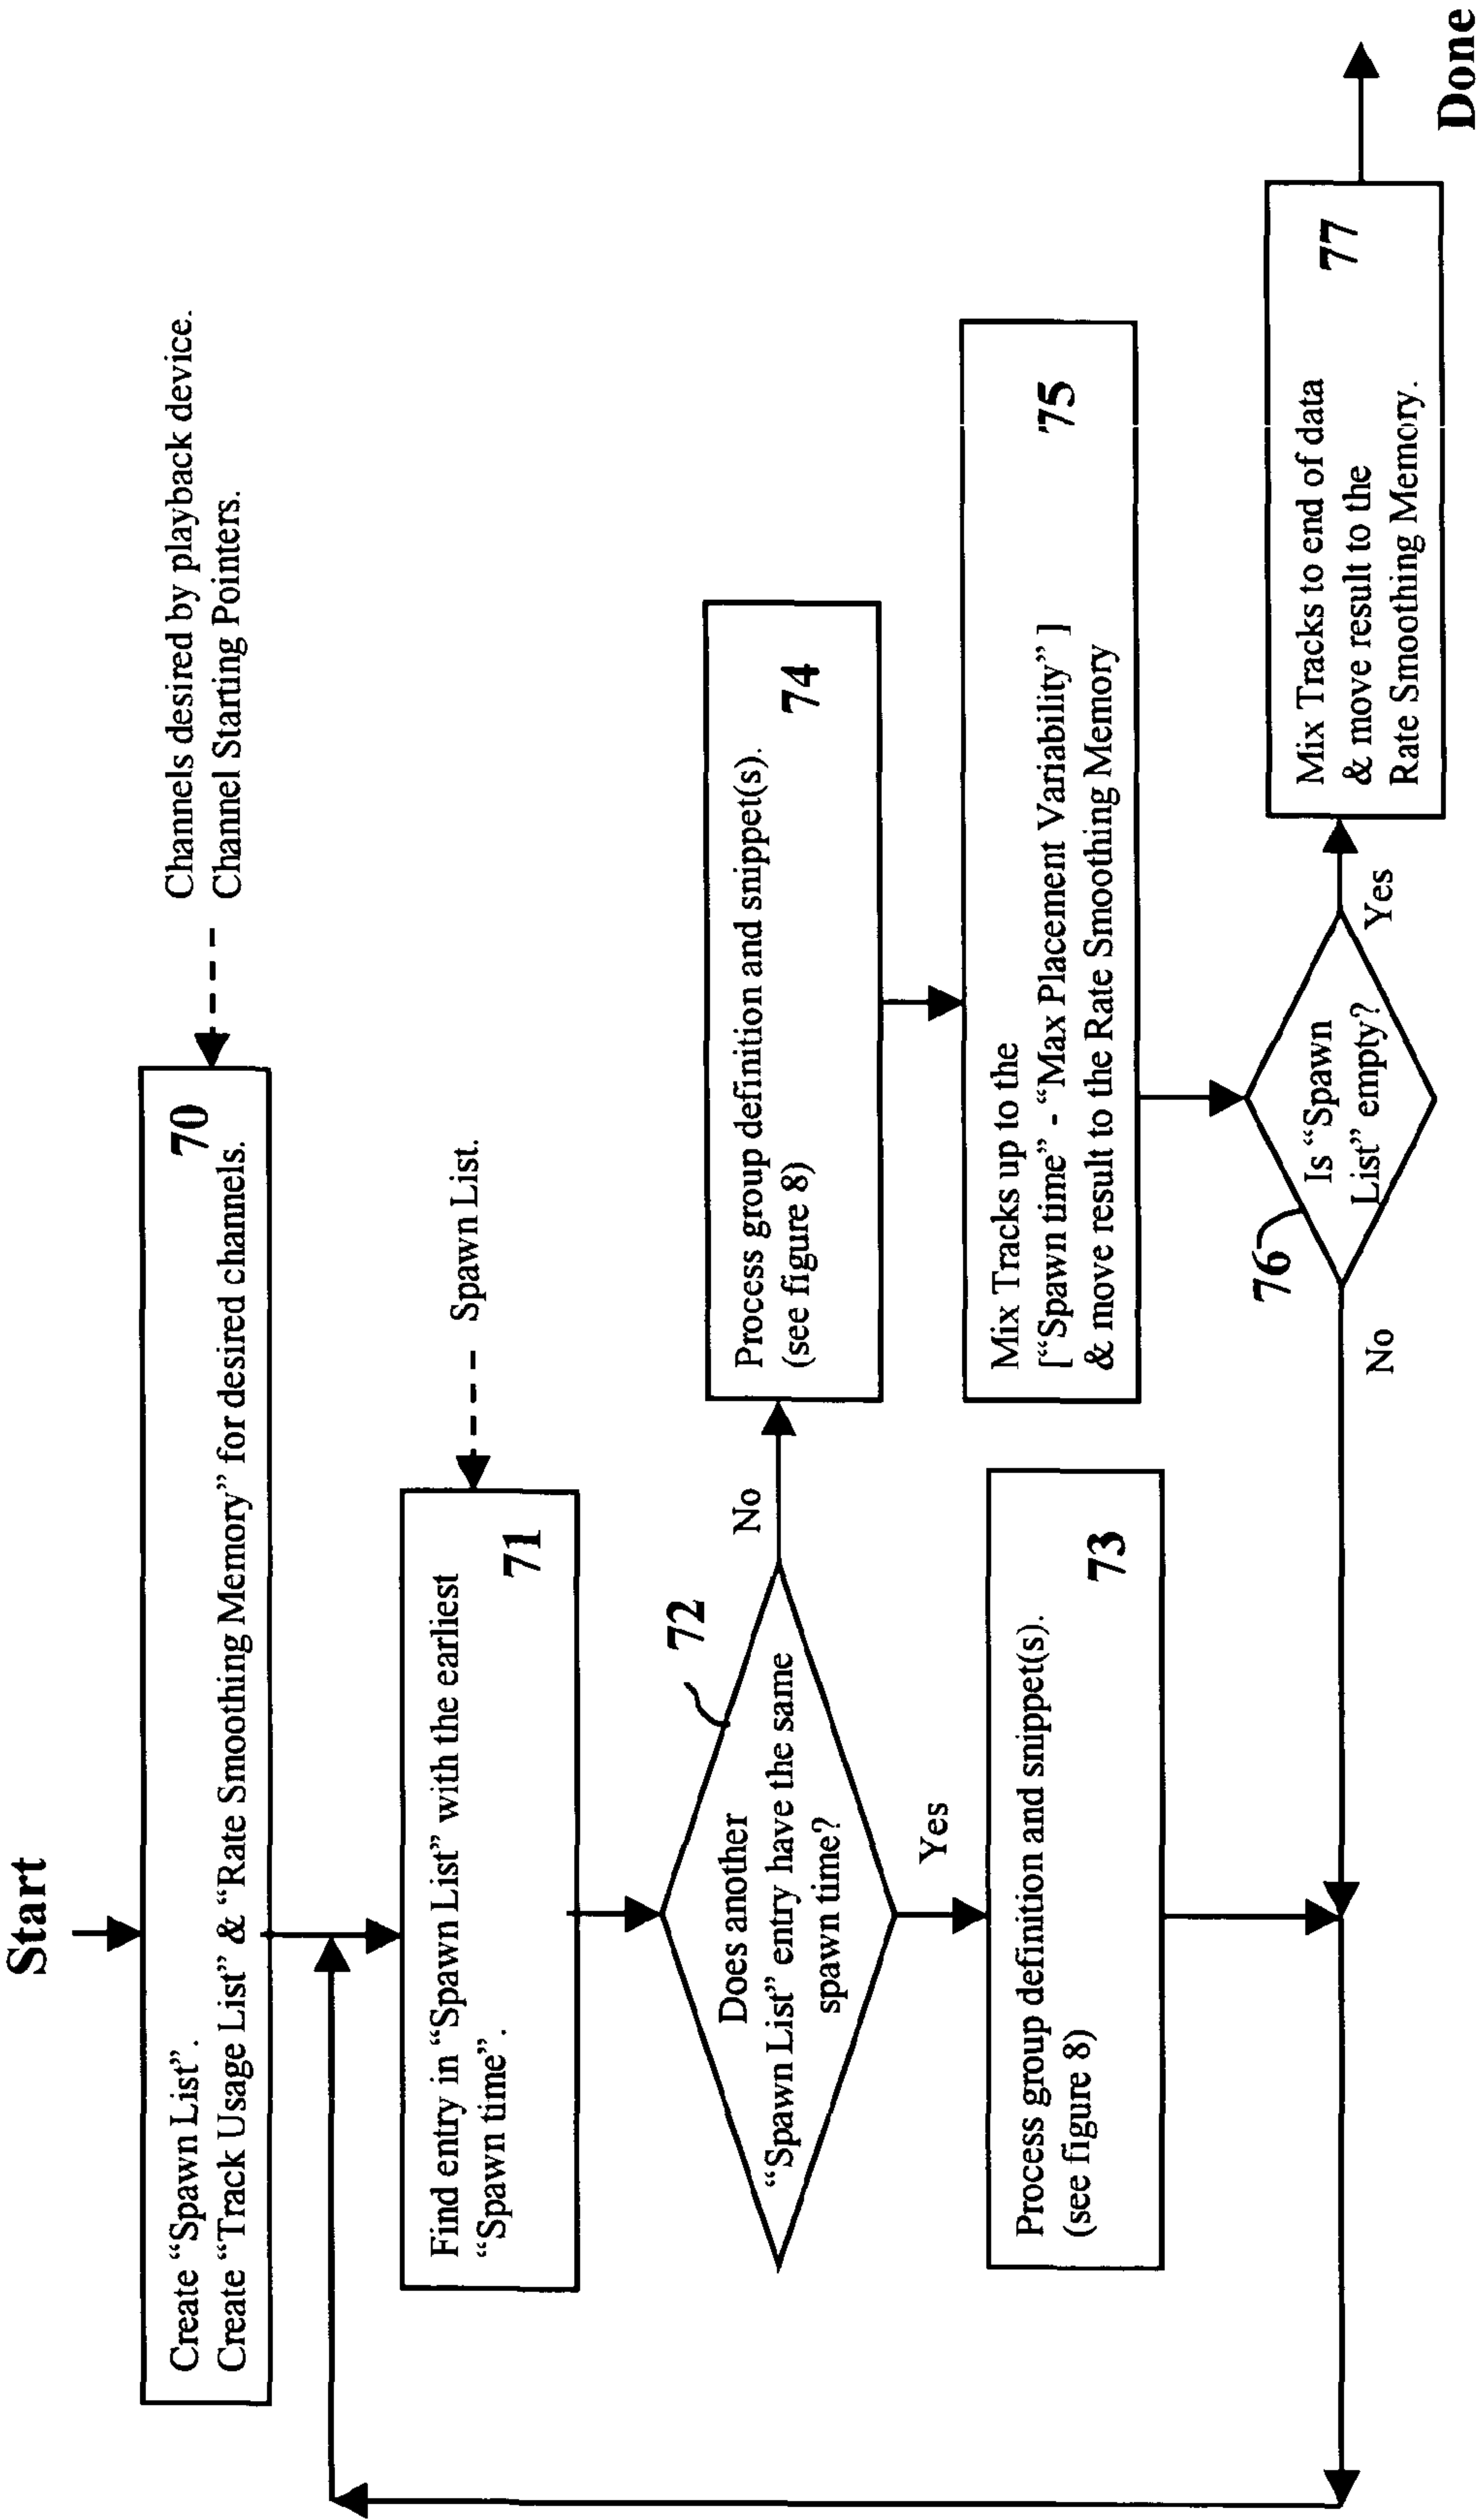 Start
Channels desired by playback device.
Channel Starting Pointers.
Create “Spawn List”.
70
Create “Track Usage List” & “Rate Smoothing Memory” for desired channels.
Spawn List.
Find entry in “Spawn List” with the earliest
“Spawn time”.
71
72
Does another
“Spawn List” entry have the same
spawn time?
No
Yes
Process group definition and snippet(s).
(see figure 8)
73
Process group definition and snippet(s).
(see figure 8)
74
Mix Tracks up to the
[“Spawn time” - “Max Placement Variability” ]
& move result to the Rate Smoothing Memory
75
76
Is “Spawn
List” empty?
No
Yes
Mix Tracks to end of data
& move result to the
Rate Smoothing Memory.
77
Done